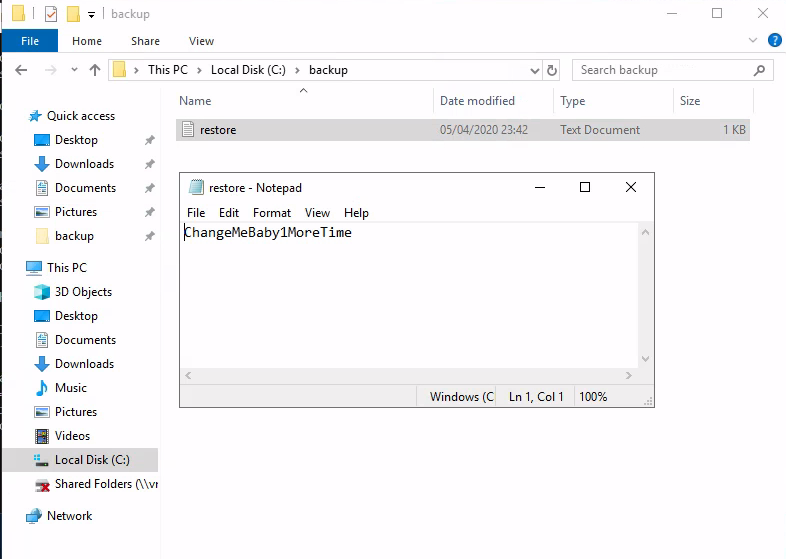 backup
File Home Share View
This PC Local Disk (C:) backup Search backup
Name Date modified Type Size
restore 05/04/2020 23:42 Text Document 1 KB
Quick access
Desktop
Downloads
Documents
Pictures
backup
This PC
3D Objects
Desktop
Documents
Downloads
Music
Pictures
Videos
Local Disk (C:)
Shared Folders (\\vr
Network
restore - Notepad
File Edit Format View Help
ChangeMeBaby1MoreTime
Windows (C Ln 1, Col 1 100%